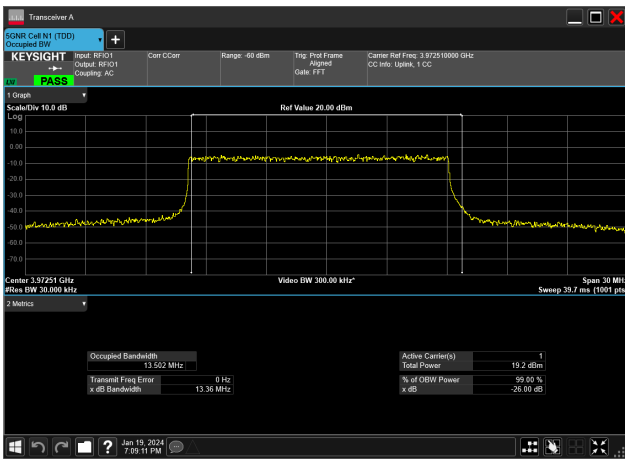 Transceiver A
5GNR Cell N1 (TDD)
Occupied BW
KEYSIGHT
Input: RFIO1
Output: RFIO1
Coupling: AC
Corr CCorr
Range: -60 dBm
Trig: Prot Frame
Aligned
Gate: FFT
Carrier Ref Freq: 3.972510000 GHz
CC Info: Uplink, 1 CC
PASS
1 Graph
Scale/Div 10.0 dB
Ref Value 20.00 dBm
Log
10.0
0.00
-10.0
-20.0
-30.0
-40.0
-50.0
-60.0
-70.0
Center 3.97251 GHz
Video BW 300.00 kHz*
Span 30 MHz
#Res BW 30.000 kHz
Sweep 39.7 ms (1001 pts
2 Metrics
Occupied Bandwidth
13.502 MHz
Transmit Freq Error 0 Hz
x dB Bandwidth 13.36 MHz
Active Carrier(s) 1
Total Power 19.2 dBm
% of OBW Power 99.00 %
x dB -26.00 dB
Jan 19, 2024
7:09:11 PM